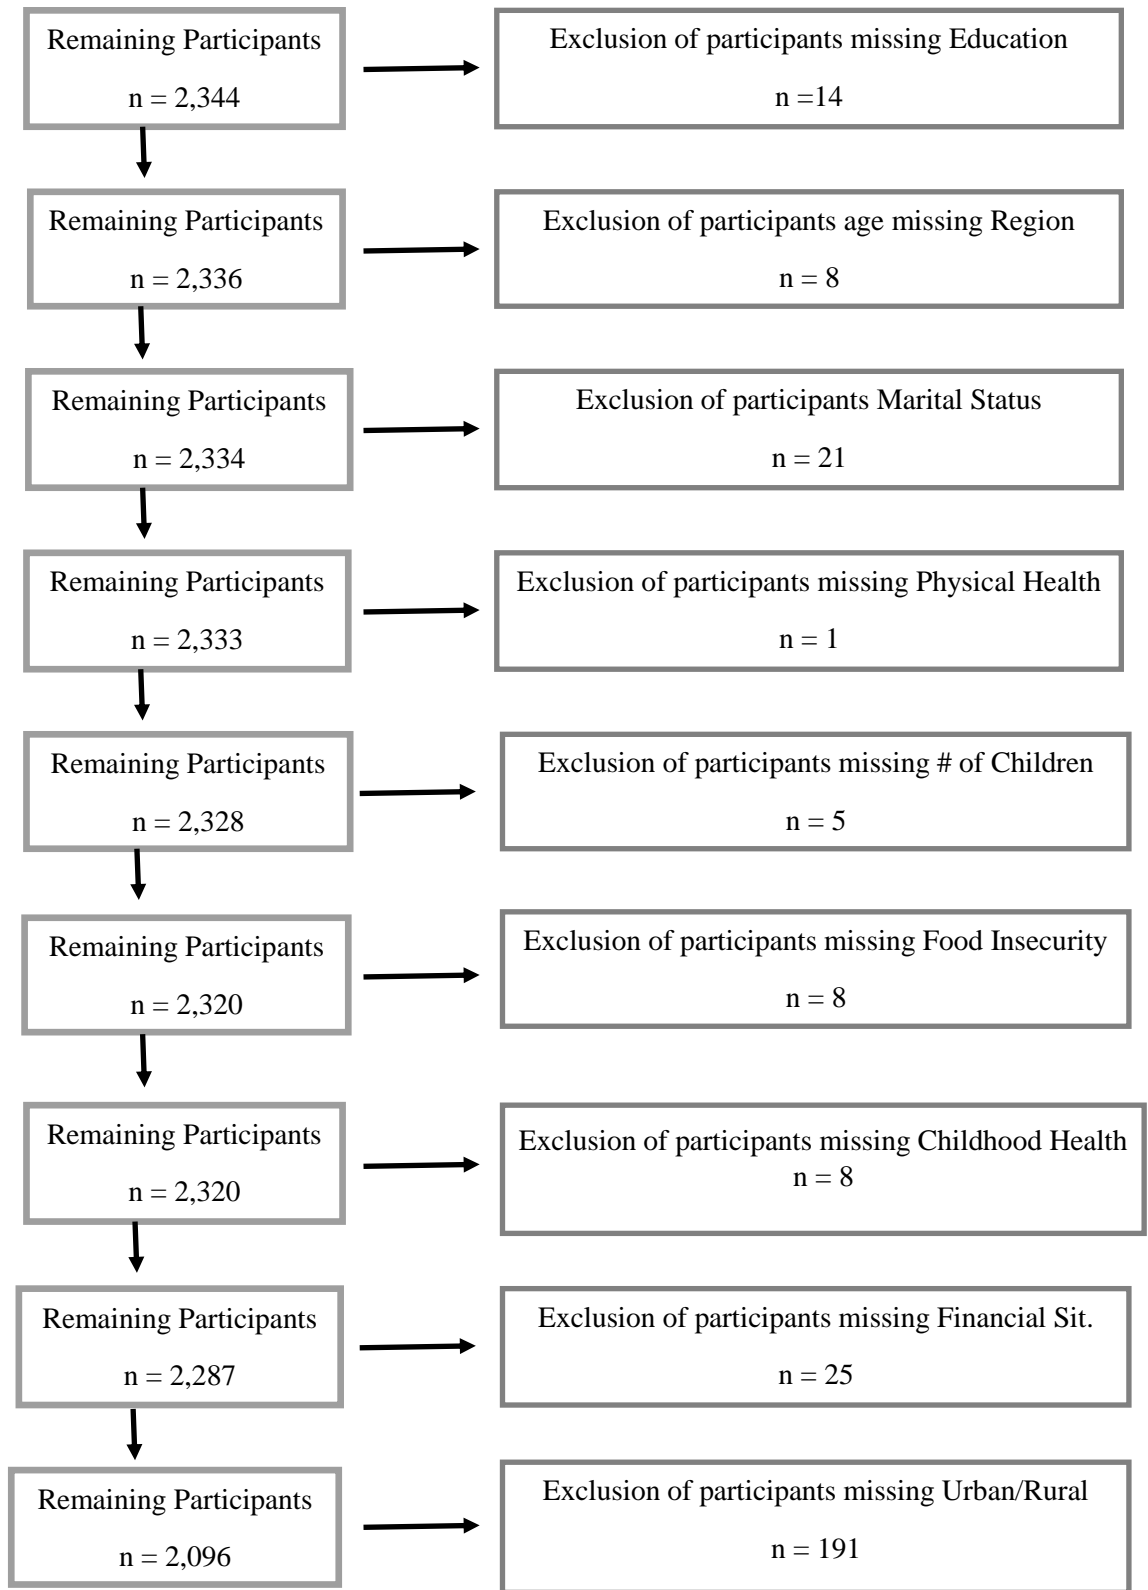 Remaining Participants
n = 2,344
Exclusion of participants missing Education
n =14
Remaining Participants
n = 2,336
Exclusion of participants age missing Region
n = 8
Remaining Participants
n = 2,334
Exclusion of participants Marital Status
n = 21
Remaining Participants
n = 2,333
Exclusion of participants missing Physical Health
n = 1
Remaining Participants
n = 2,328
Exclusion of participants missing # of Children
n = 5
Remaining Participants
n = 2,320
Exclusion of participants missing Food Insecurity
n = 8
Remaining Participants
n = 2,320
Exclusion of participants missing Childhood Health
n = 8
Remaining Participants
n = 2,287
Exclusion of participants missing Financial Sit.
n = 25
Remaining Participants
n = 2,096
Exclusion of participants missing Urban/Rural
n = 191